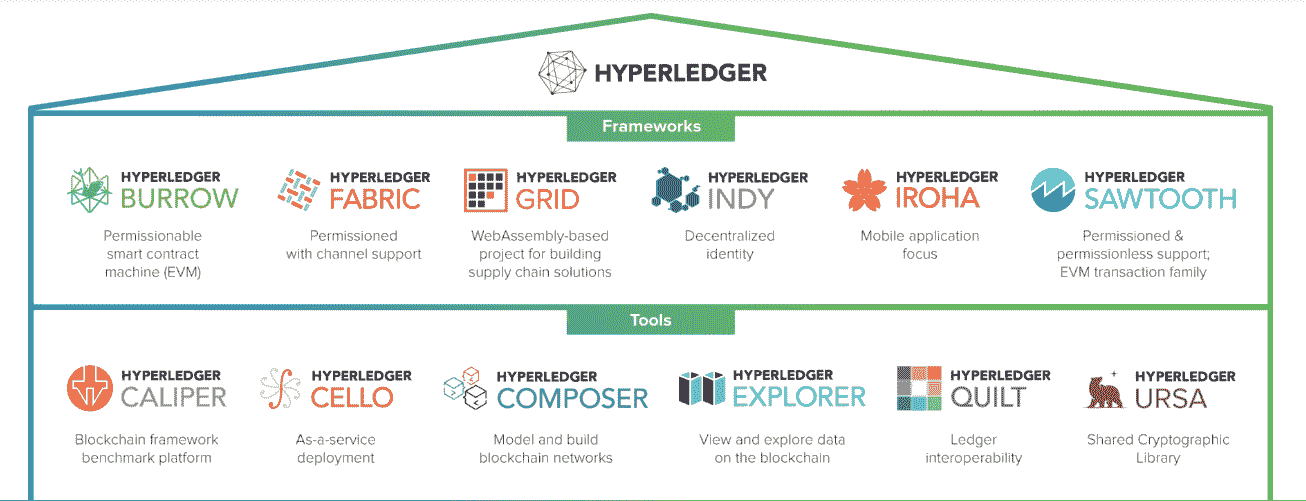 HYPERLEDGER
Frameworks
HYPERLEDGER
BURROW
Permissionable
smart contract
machine (EVM)
HYPERLEDGER
FABRIC
Permissioned
with channel support
HYPERLEDGER
GRID
WebAssembly-based
project for building
supply chain solutions
HYPERLEDGER
INDY
Decentralized
identity
HYPERLEDGER
IROHA
Mobile application
focus
HYPERLEDGER
SAWTOOTH
Permissioned &
permissionless support;
EVM transaction family
Tools
HYPERLEDGER
CALIPER
Blockchain framework
benchmark platform
HYPERLEDGER
CELLO
As-a-service
deployment
HYPERLEDGER
COMPOSER
Model and build
blockchain networks
HYPERLEDGER
EXPLORER
View and explore data
on the blockchain
HYPERLEDGER
QUILT
Ledger
interoperability
HYPERLEDGER
URSA
Shared Cryptographic
Library